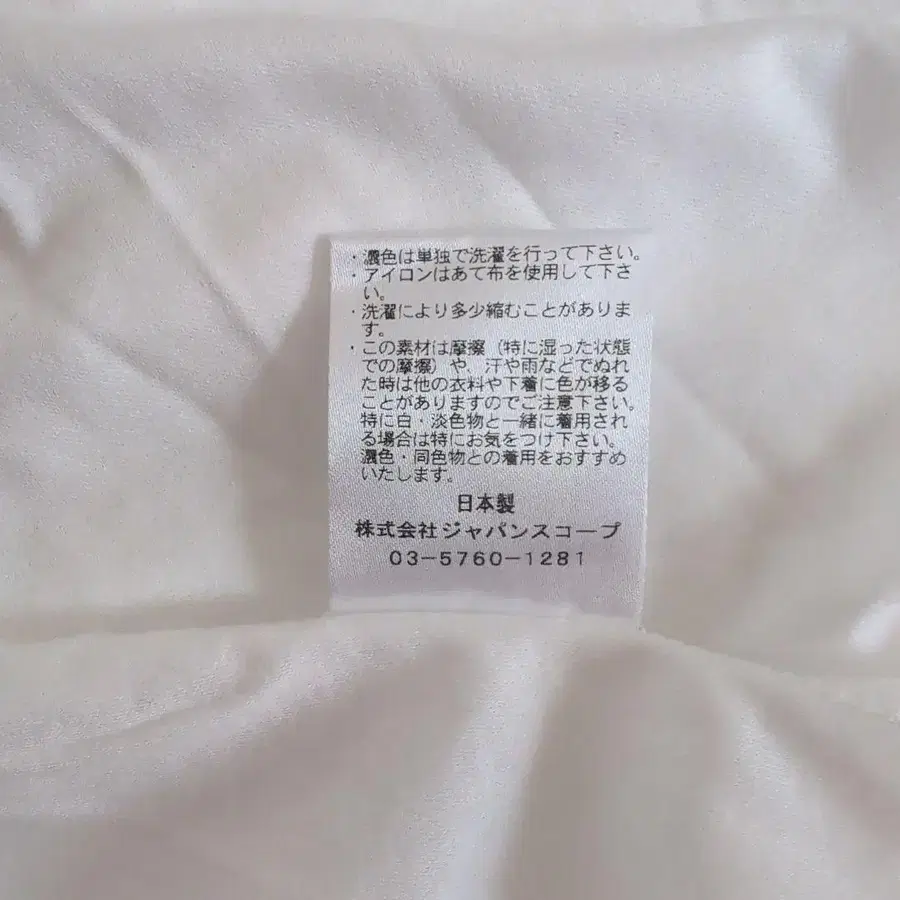 ・濃色は単独で洗濯を行って下さい。
・アイロンはあて布を使用して下さ
い。
・洗濯により多少縮むことがありま
す。
・この素材は摩擦（特に湿った状態
での摩擦）や、汗や雨などでぬれ
た時は他の衣料や下着に色が移る
ことがありますのでご注意下さい。
特に白・淡色物と一緒に着用され
る場合は特にお気をつけ下さい。
濃色・同色物との着用をおすすめ
いたします。
日本製
株式会社ジャパンスコープ
03-5760-1281